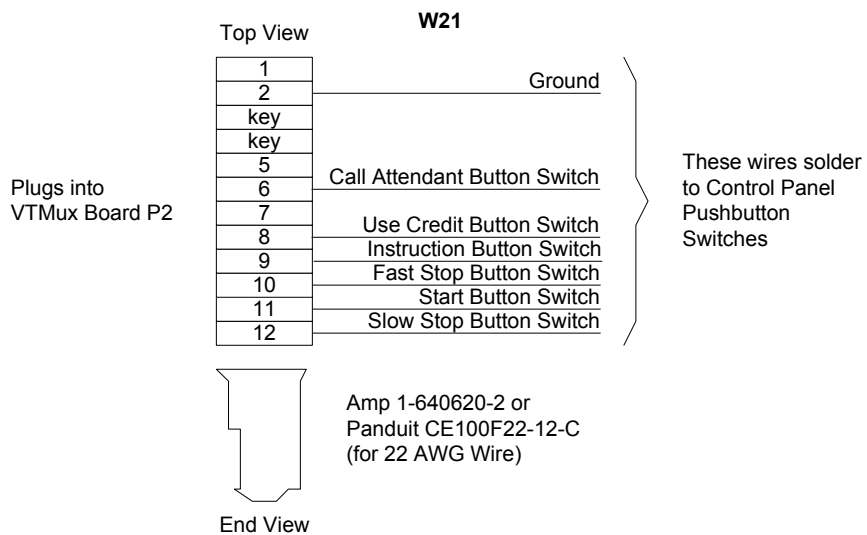 W21
Top View
1
2
key
key
5
6
7
8
9
10
11
12
Ground
Call Attendant Button Switch
Use Credit Button Switch
Instruction Button Switch
Fast Stop Button Switch
Start Button Switch
Slow Stop Button Switch
Plugs into
VTMux Board P2
These wires solder
to Control Panel
Pushbutton
Switches
Amp 1-640620-2 or
Panduit CE100F22-12-C
(for 22 AWG Wire)
End View